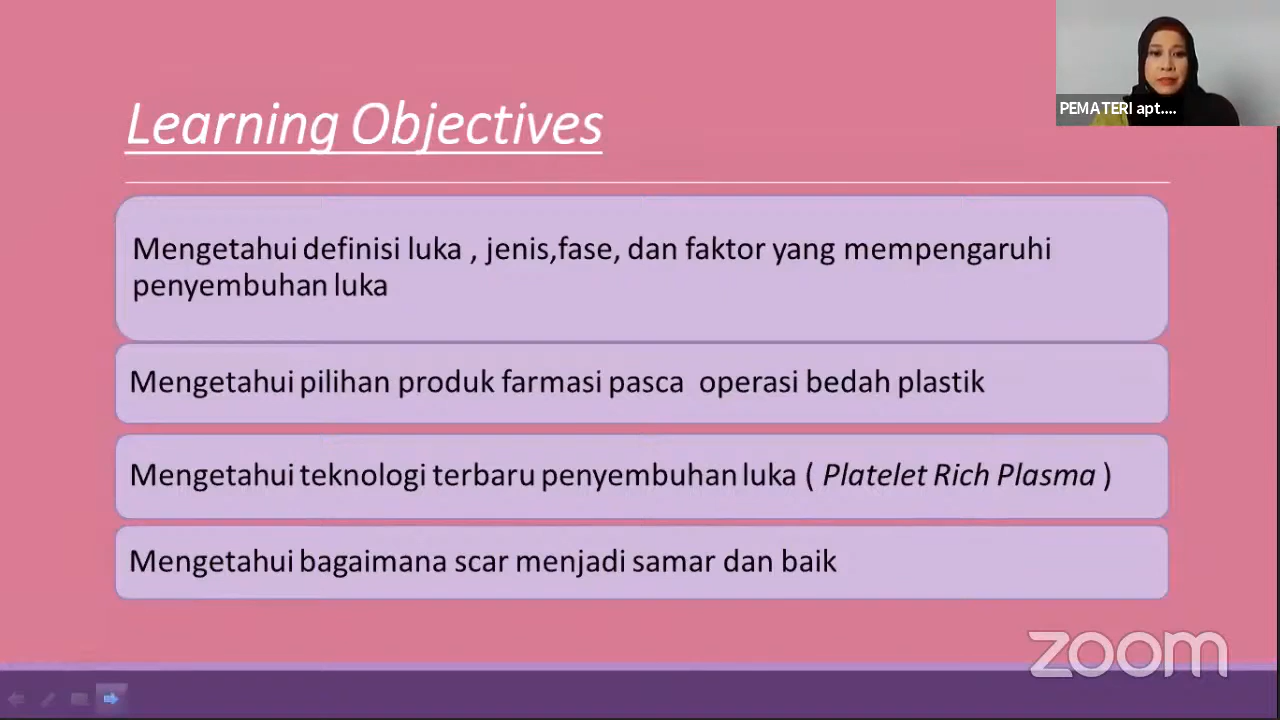 PEMATERI apt....
Learning Objectives
Mengetahui definisi luka , jenis,fase, dan faktor yang mempengaruhi
penyembuhan luka
Mengetahui pilihan produk farmasi pasca operasi bedah plastik
Mengetahui teknologi terbaru penyembuhan luka ( Platelet Rich Plasma )
Mengetahui bagaimana scar menjadi samar dan baik
zoom